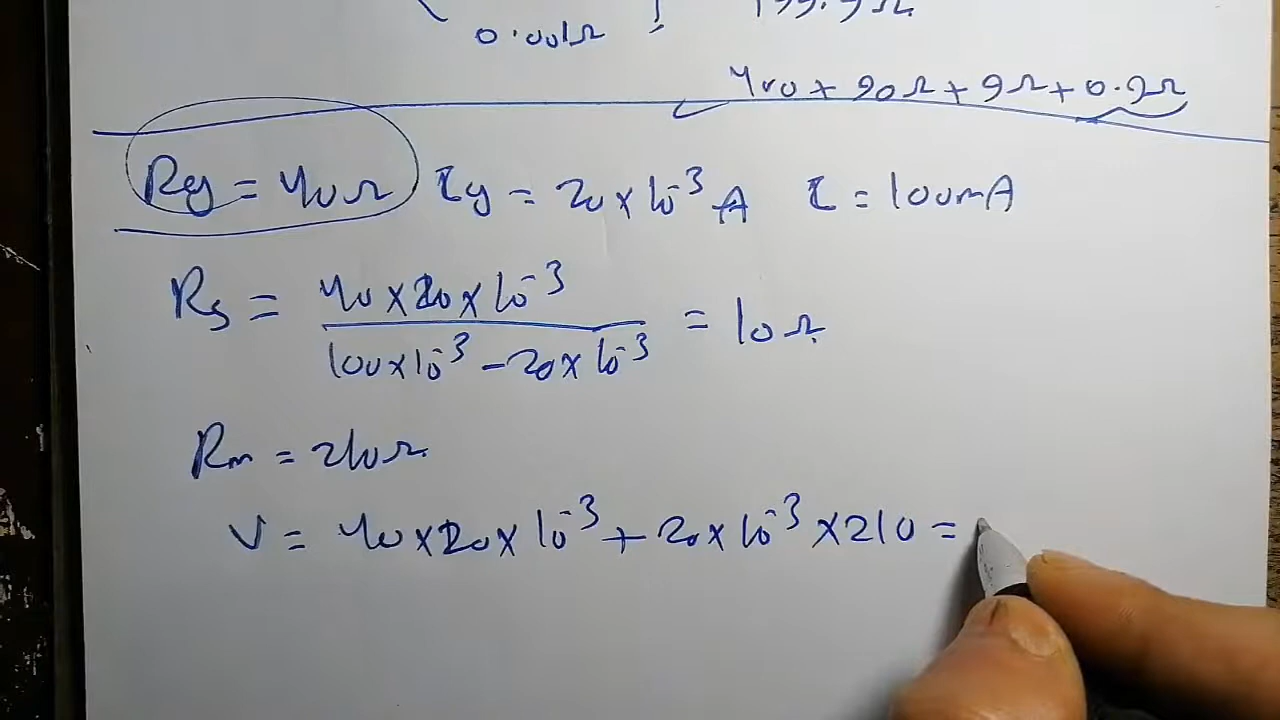 0.001Ω
400 + 90Ω + 9Ω + 0.9Ω
Rg = 40Ω Ig = 20 × 10⁻³ A I = 100mA
Rs = 40 × 20 × 10⁻³ / 100 × 10⁻³ - 20 × 10⁻³ = 10Ω
Rm = 210Ω
V = 40 × 20 × 10⁻³ + 20 × 10⁻³ × 210 =